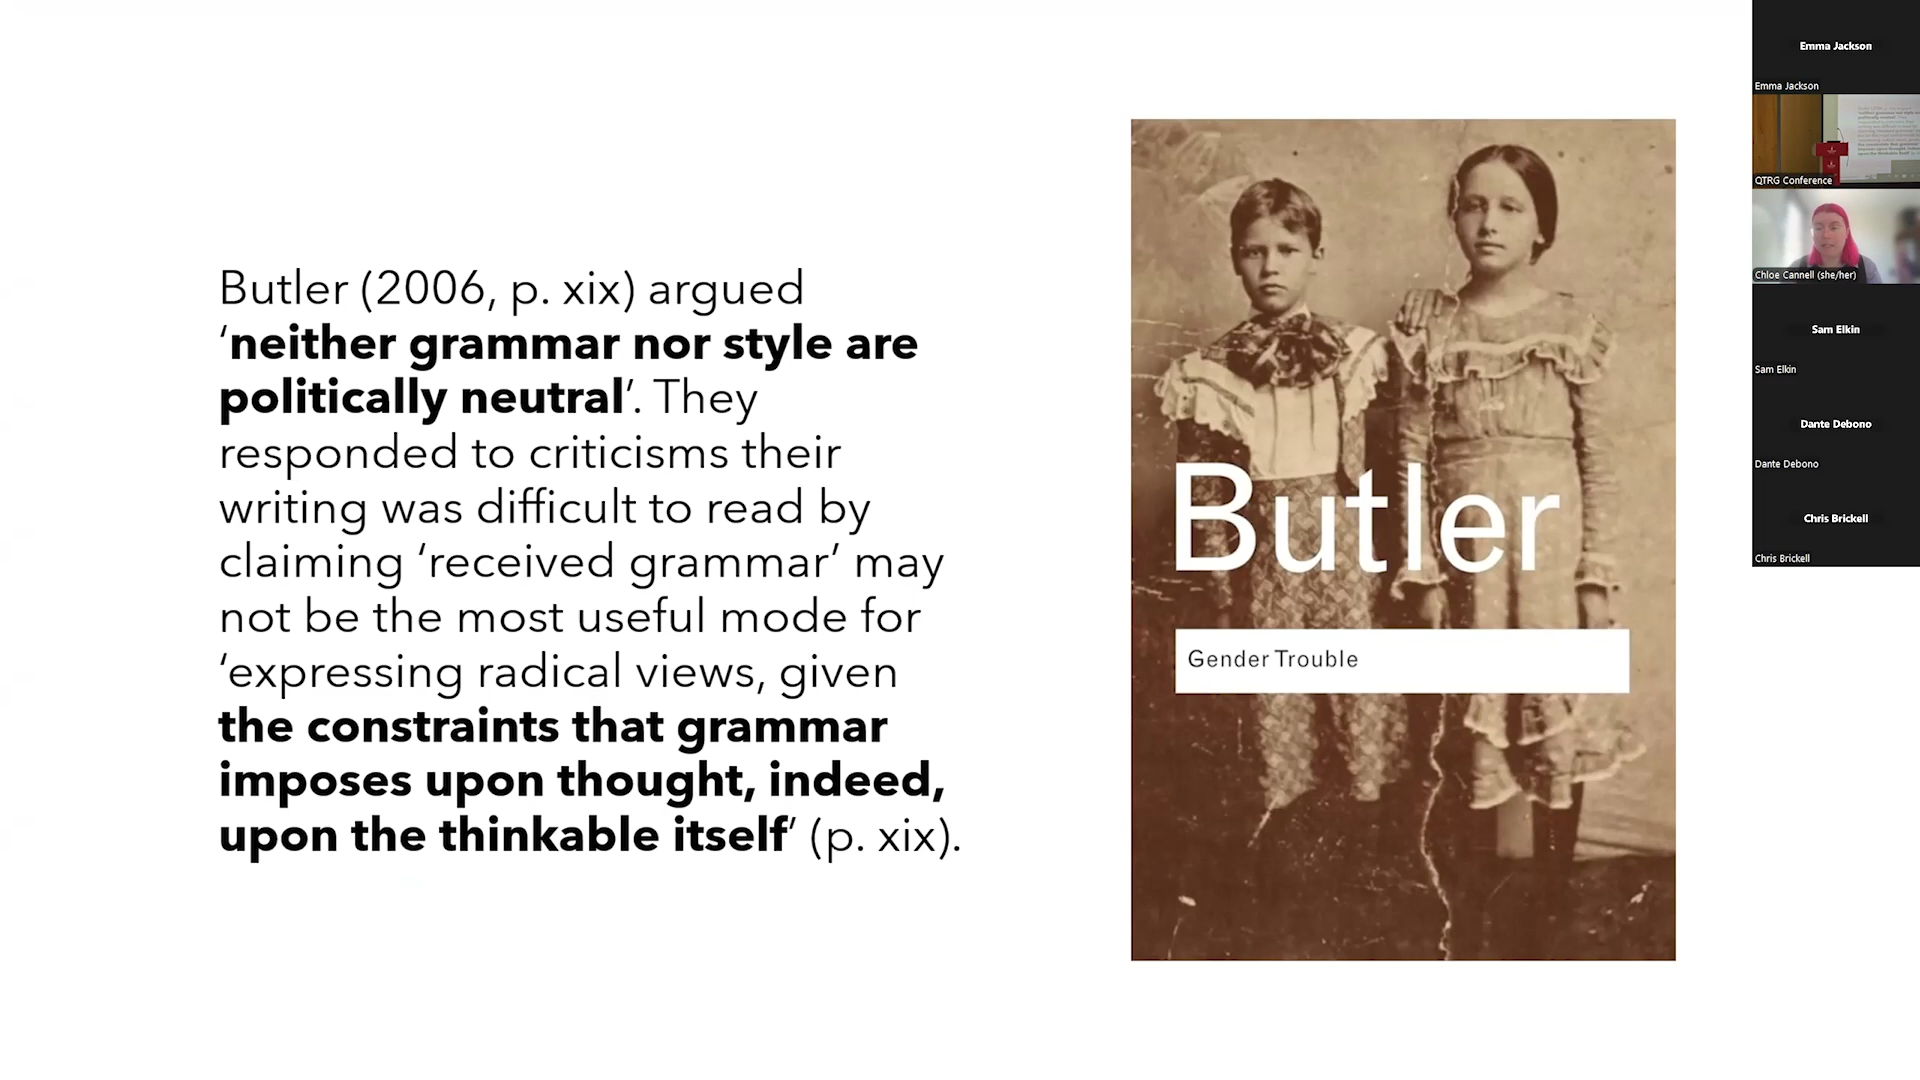 Butler (2006, p. xix) argued
‘neither grammar nor style are
politically neutral’. They
responded to criticisms their
writing was difficult to read by
claiming ‘received grammar’ may
not be the most useful mode for
‘expressing radical views, given
the constraints that grammar
imposes upon thought, indeed,
upon the thinkable itself’ (p. xix).
Butler
Gender Trouble
Emma Jackson
Emma Jackson
QTRG Conference
Chloe Cannell (she/her)
Sam Elkin
Sam Elkin
Dante Debono
Dante Debono
Chris Brickell
Chris Brickell